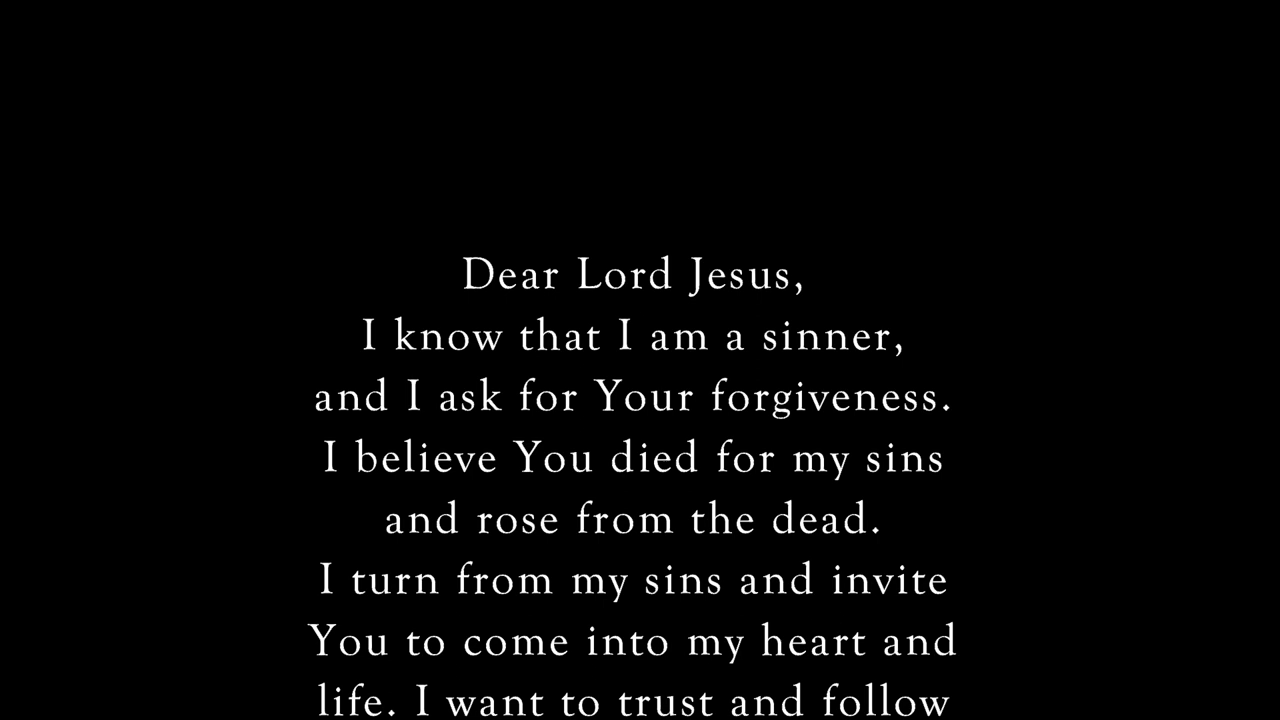 Dear Lord Jesus,
I know that I am a sinner,
and I ask for Your forgiveness.
I believe You died for my sins
and rose from the dead.
I turn from my sins and invite
You to come into my heart and
life. I want to trust and follow